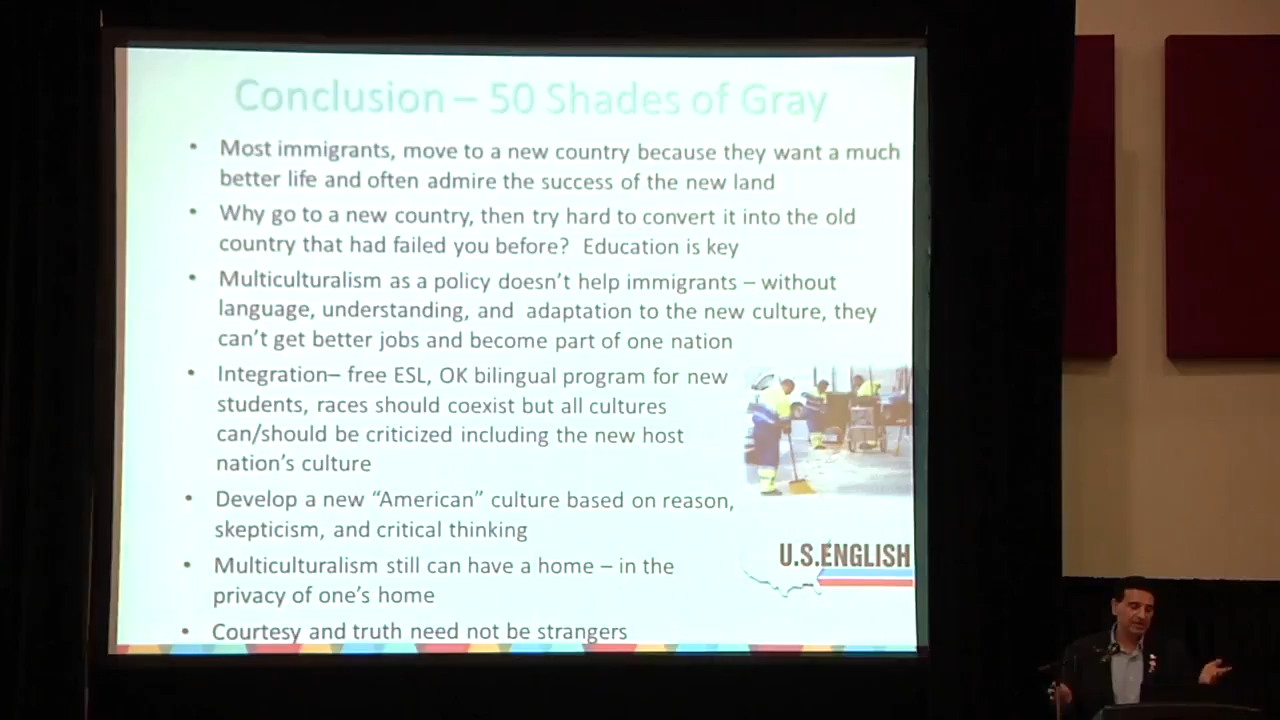 Conclusion – 50 Shades of Gray
• Most immigrants, move to a new country because they want a much
better life and often admire the success of the new land
• Why go to a new country, then try hard to convert it into the old
country that had failed you before? Education is key
• Multiculturalism as a policy doesn't help immigrants – without
language, understanding, and adaptation to the new culture, they
can't get better jobs and become part of one nation
• Integration– free ESL, OK bilingual program for new
students, races should coexist but all cultures
can/should be criticized including the new host
nation's culture
• Develop a new “American” culture based on reason,
skepticism, and critical thinking
• Multiculturalism still can have a home – in the
privacy of one's home
• Courtesy and truth need not be strangers
U.S.ENGLISH